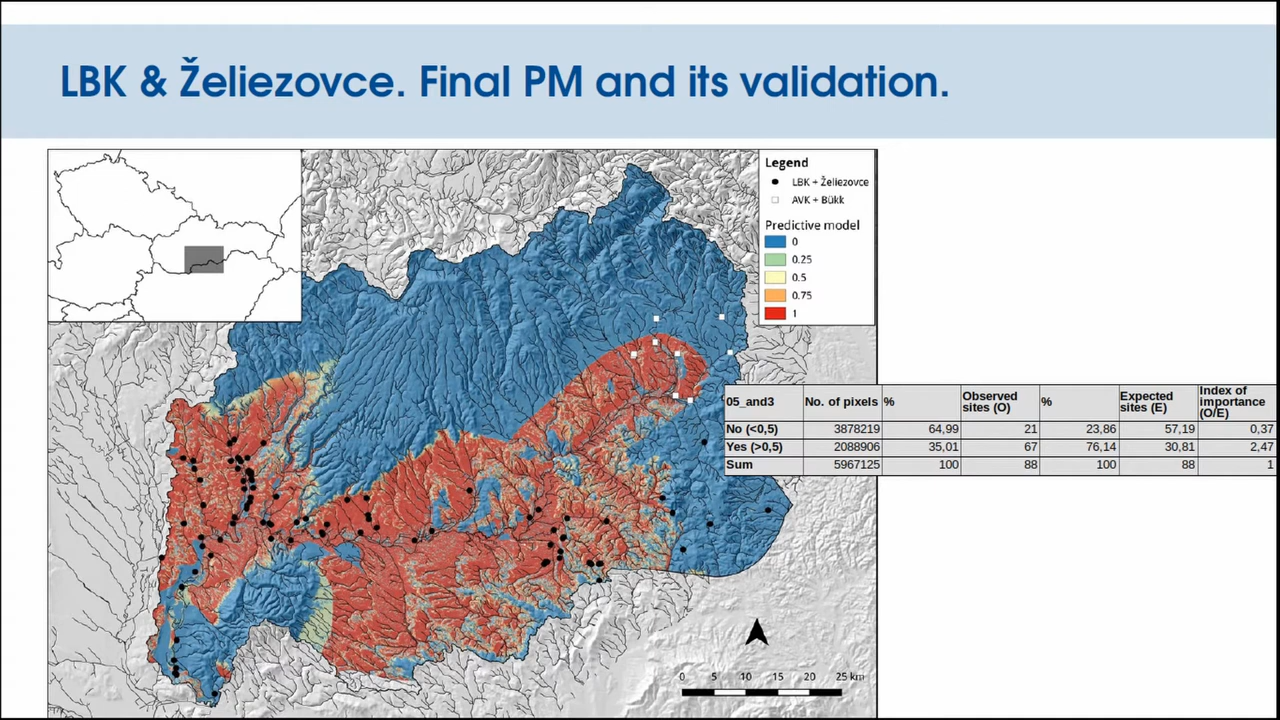 LBK & Želiezovce. Final PM and its validation.
Legend
LBK + Želiezovce
AVK + Bükk
Predictive model
0
0.25
0.5
0.75
1
05_and3 No. of pixels % Observed sites (O) % Expected sites (E) Index of importance (O/E)
No (<0,5) 3878219 64,99 21 23,86 57,19 0,37
Yes (>0,5) 2088906 35,01 67 76,14 30,81 2,47
Sum 5967125 100 88 100 88 1
0 5 10 15 20 25 km